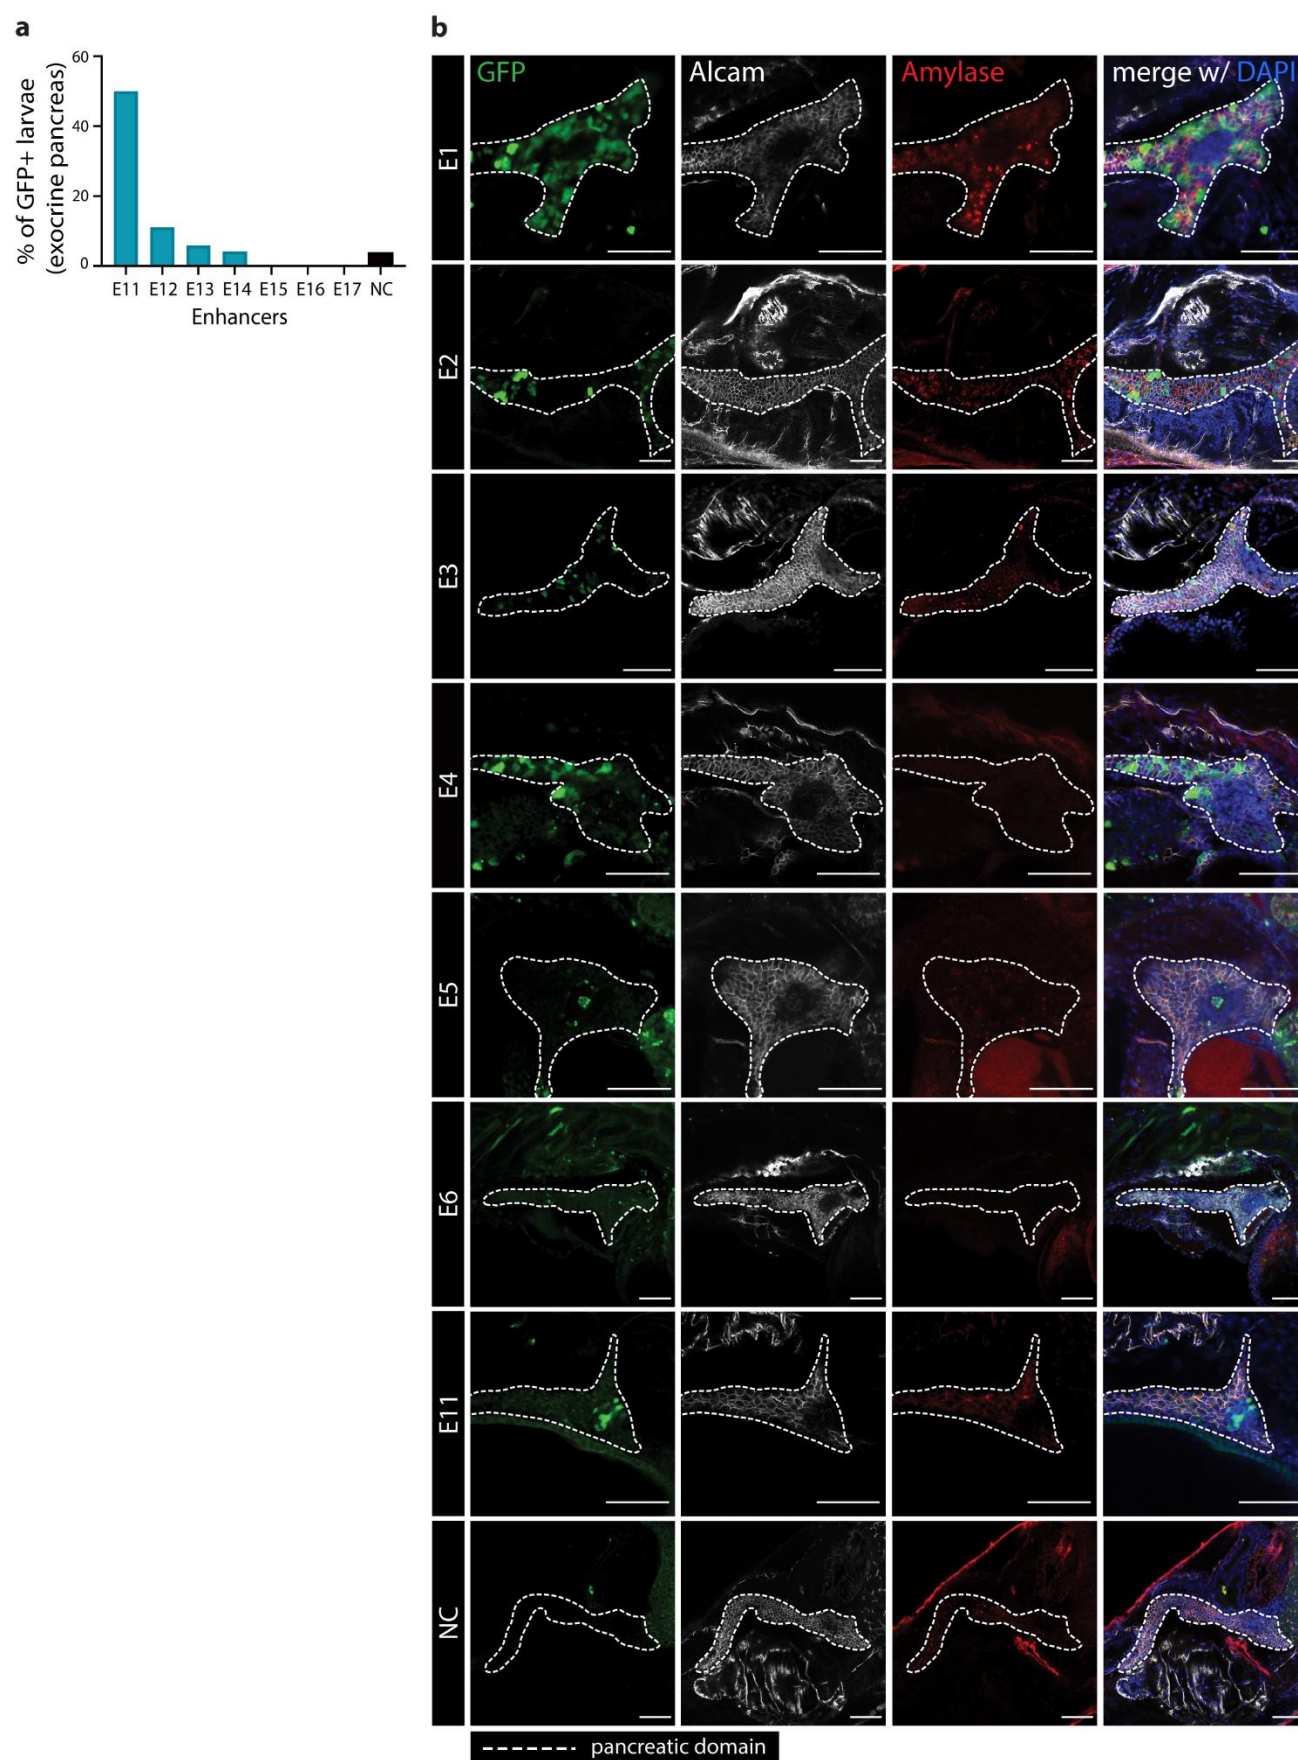 a
% of GFP+ larvae
(exocrine pancreas)
60
40
20
0
E11 E12 E13 E14 E15 E16 E17 NC
Enhancers
b
GFP Alcam Amylase merge w/ DAPI
E1
E2
E3
E4
E5
E6
E11
NC
pancreatic domain